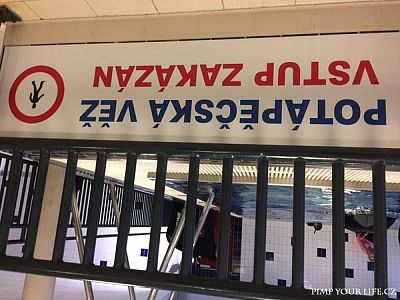 POTÁPĚČSKÁ VĚŽ
VSTUP ZAKÁZÁN
PIMP YOUR LIFE.CZ